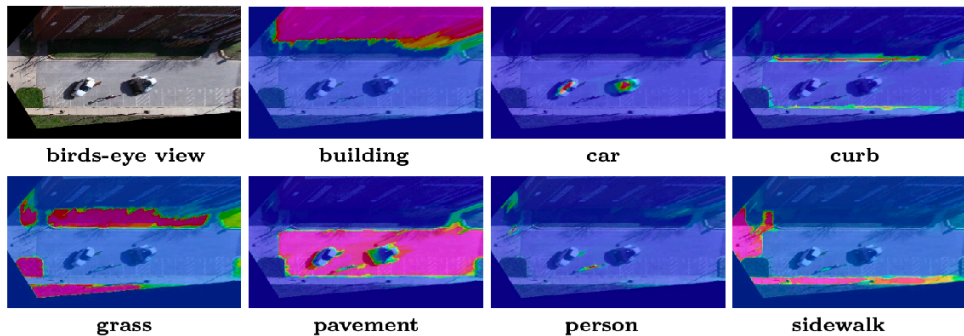 birds-eye view
building
car
curb
grass
pavement
person
sidewalk